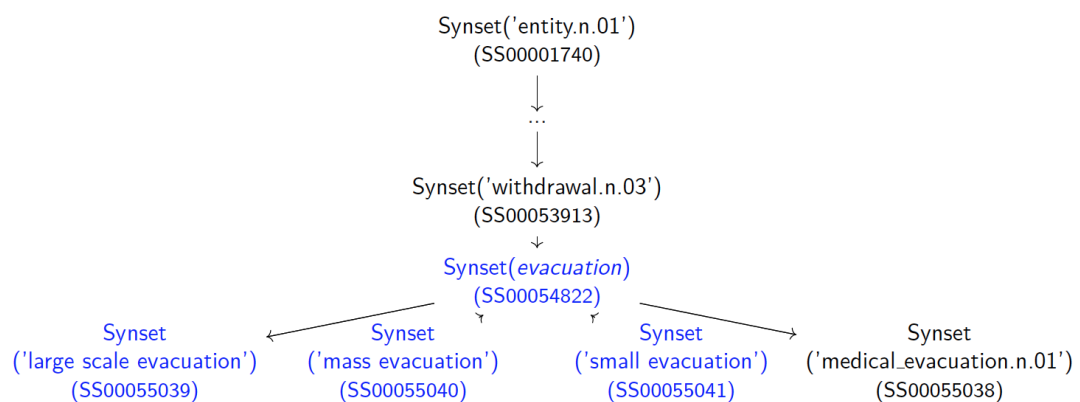 Synset('entity.n.01')
(SS00001740)
...
Synset('withdrawal.n.03')
(SS00053913)
Synset(evacuation)
(SS00054822)
Synset
('large scale evacuation')
(SS00055039)
Synset
('mass evacuation')
(SS00055040)
Synset
('small evacuation')
(SS00055041)
Synset
('medical_evacuation.n.01')
(SS00055038)